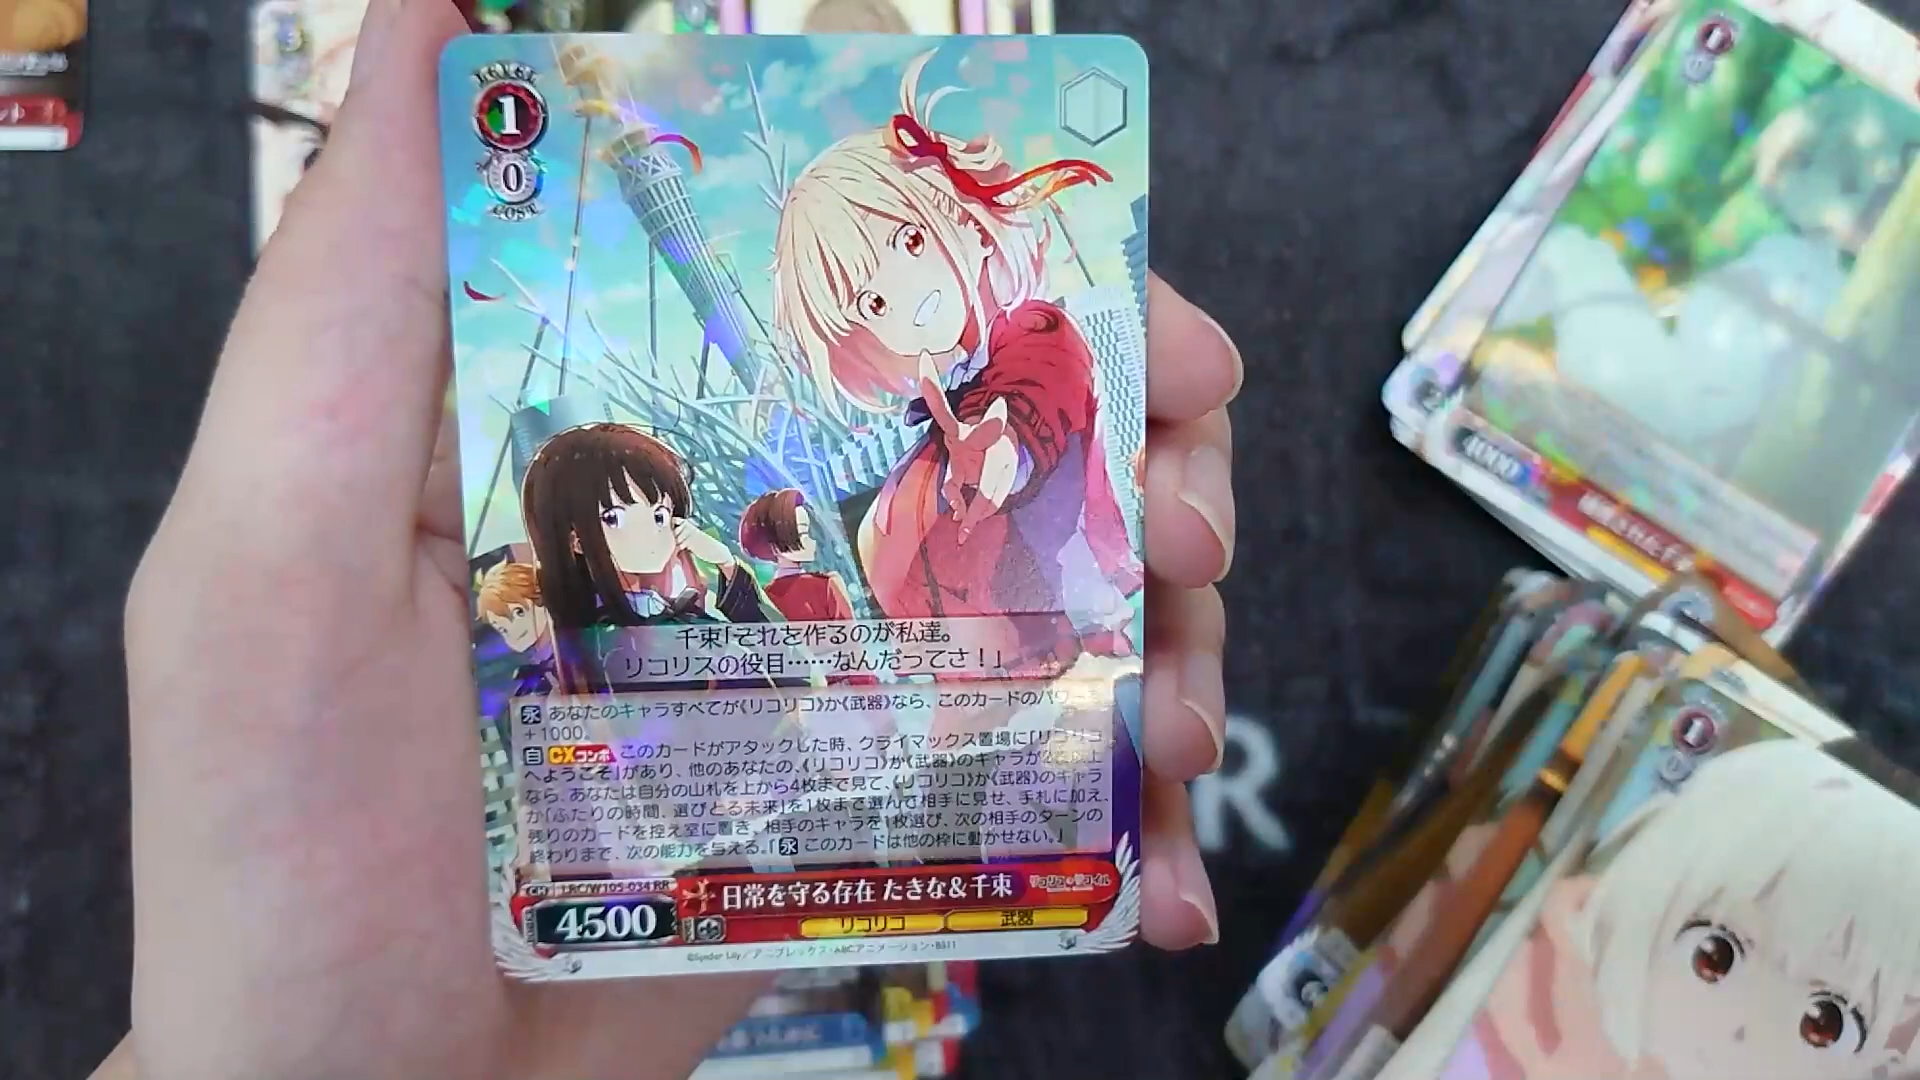 LEVEL
1
0
COST
千束「それを作るのが私達。
リコリスの役目……なんだってさ！」
永 あなたのキャラすべてが《リコリコ》か《武器》なら、このカードのパワーを
+1000。
自 CXコンボ このカードがアタックした時、クライマックス置場に「リコリコ
へようこそ」があり、他のあなたの、《リコリコ》か《武器》のキャラが2枚以上
なら、あなたは自分の山札を上から4枚まで見て、《リコリコ》か《武器》のキャラ
か「ふたりの時間、選びとる未来」を1枚まで選んで相手に見せ、手札に加え、
残りのカードを控え室に置き、相手のキャラを1枚選び、次の相手のターンの
終わりまで、次の能力を与える。「永 このカードは他の枠に動かせない。」
CH LRC/W105-034 RR
日常を守る存在 たきな&千束
リコリス・リコイル
4500
リコリコ 武器
©Spider Lily／アニプレックス・ABCアニメーション・BS11
1
4000
1
R